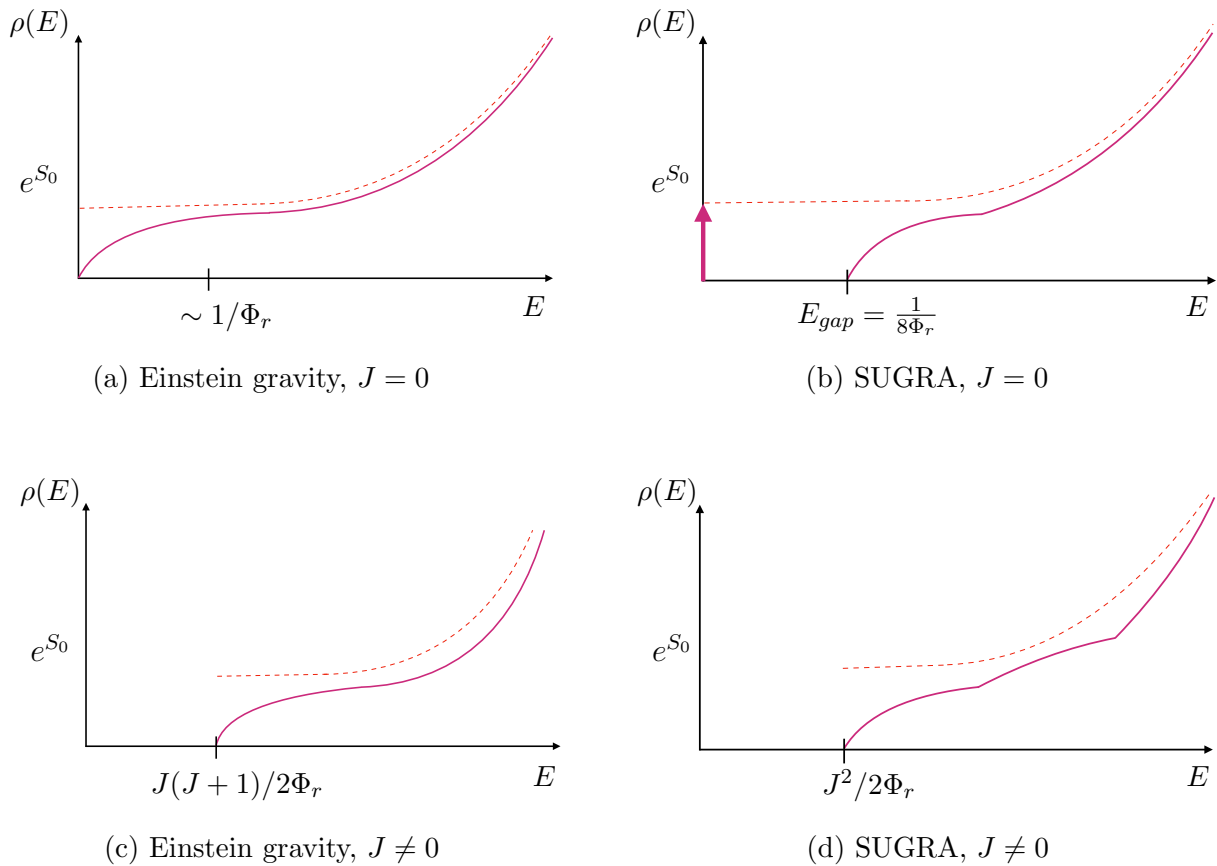 ρ(E)
e^{S_0}
∼ 1/Φ_r
E
(a) Einstein gravity, J = 0
ρ(E)
e^{S_0}
E_{gap} = \frac{1}{8Φ_r}
E
(b) SUGRA, J = 0
ρ(E)
e^{S_0}
J(J + 1)/2Φ_r
E
(c) Einstein gravity, J ≠ 0
ρ(E)
e^{S_0}
J^2/2Φ_r
E
(d) SUGRA, J ≠ 0